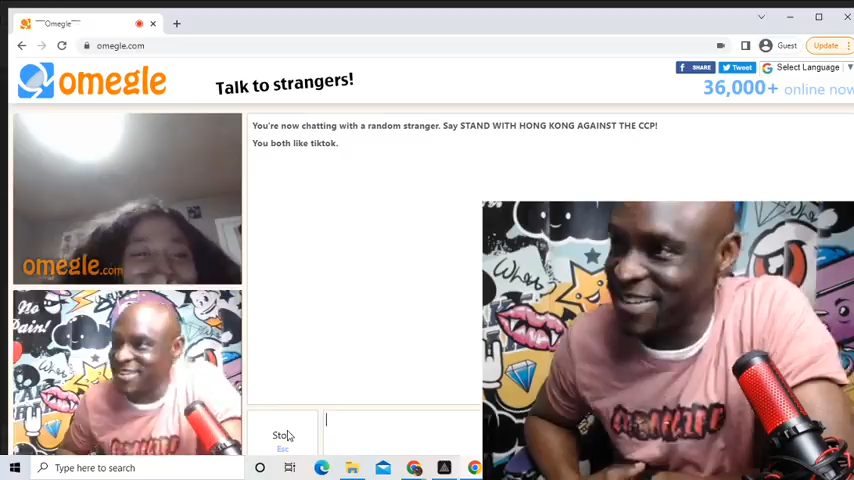 "Omegle"
omegle.com
Guest
Update
omegle
Talk to strangers!
SHARE
Tweet
Select Language
36,000+ online now
You're now chatting with a random stranger. Say STAND WITH HONG KONG AGAINST THE CCP!
You both like tiktok.
omegle.com
No
Pain!
What?
Stop
Esc
Type here to search